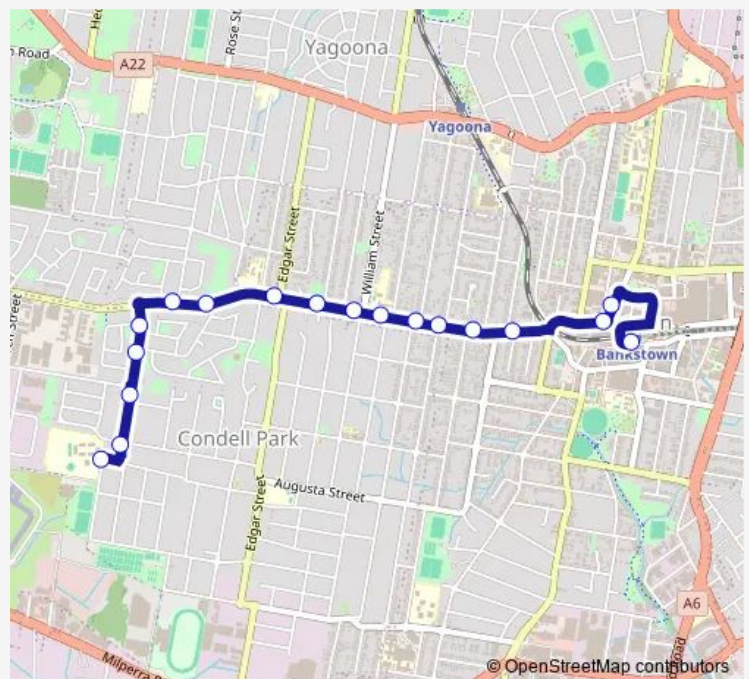 Rose St
Yagoona
Road
A22
Yagoona
Edgar Street
William Street
Bankstown
Condell Park
Augusta Street
Edgar Street
A6
Milperra
© OpenStreetMap contributors